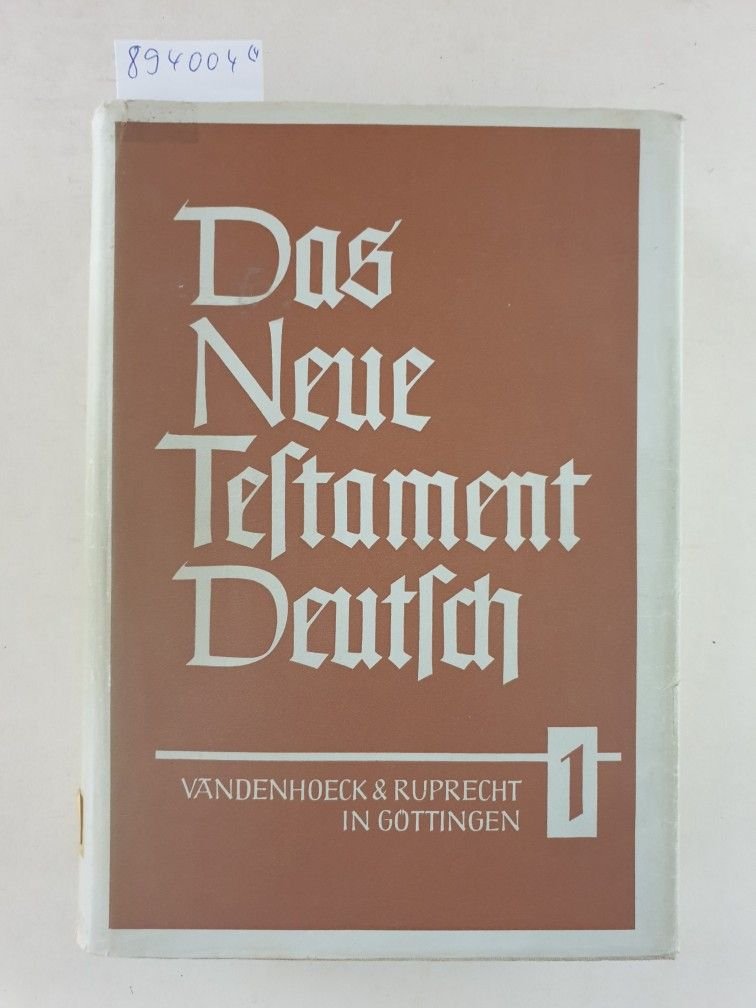 894004
Das
Neue
Teſtament
Deutſch
VANDENHOECK & RUPRECHT
IN GÖTTINGEN
1